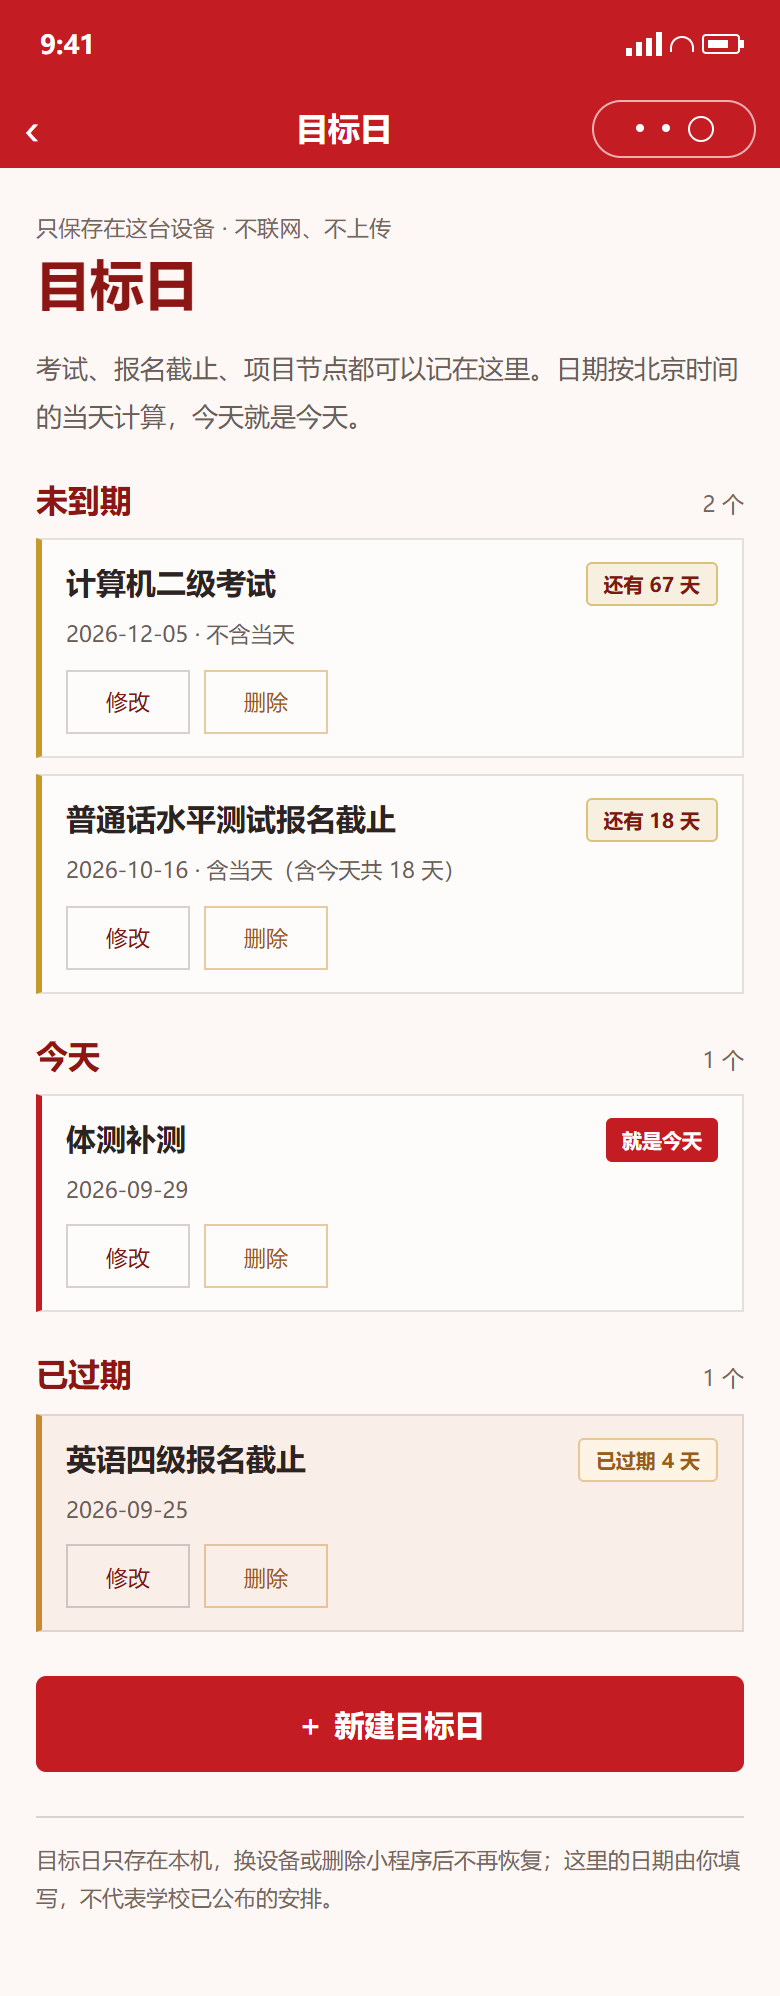 9:41
‹
目标日
只保存在这台设备 · 不联网、不上传
目标日
考试、报名截止、项目节点都可以记在这里。日期按北京时间
的当天计算，今天就是今天。
未到期
2 个
计算机二级考试
还有 67 天
2026-12-05 · 不含当天
修改
删除
普通话水平测试报名截止
还有 18 天
2026-10-16 · 含当天（含今天共 18 天）
修改
删除
今天
1 个
体测补测
就是今天
2026-09-29
修改
删除
已过期
1 个
英语四级报名截止
已过期 4 天
2026-09-25
修改
删除
+ 新建目标日
目标日只存在本机，换设备或删除小程序后不再恢复；这里的日期由你填
写，不代表学校已公布的安排。